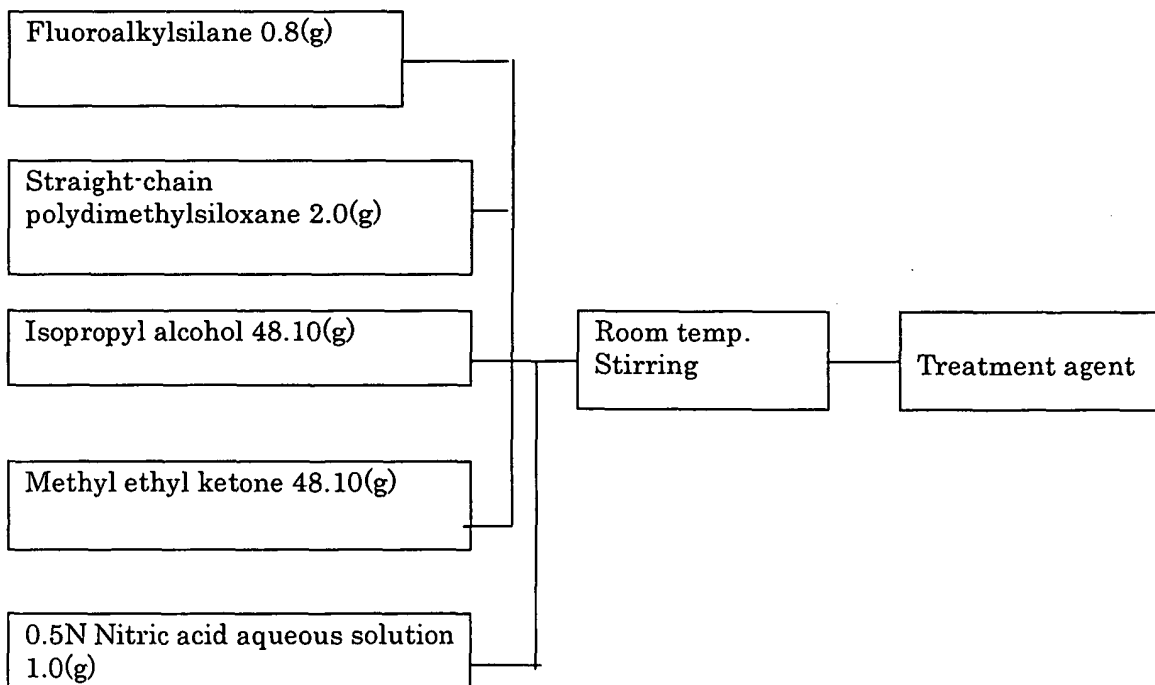 Fluoroalkylsilane 0.8(g)
Straight-chain
polydimethylsiloxane 2.0(g)
Isopropyl alcohol 48.10(g)
Room temp.
Stirring
Treatment agent
Methyl ethyl ketone 48.10(g)
0.5N Nitric acid aqueous solution
1.0(g)